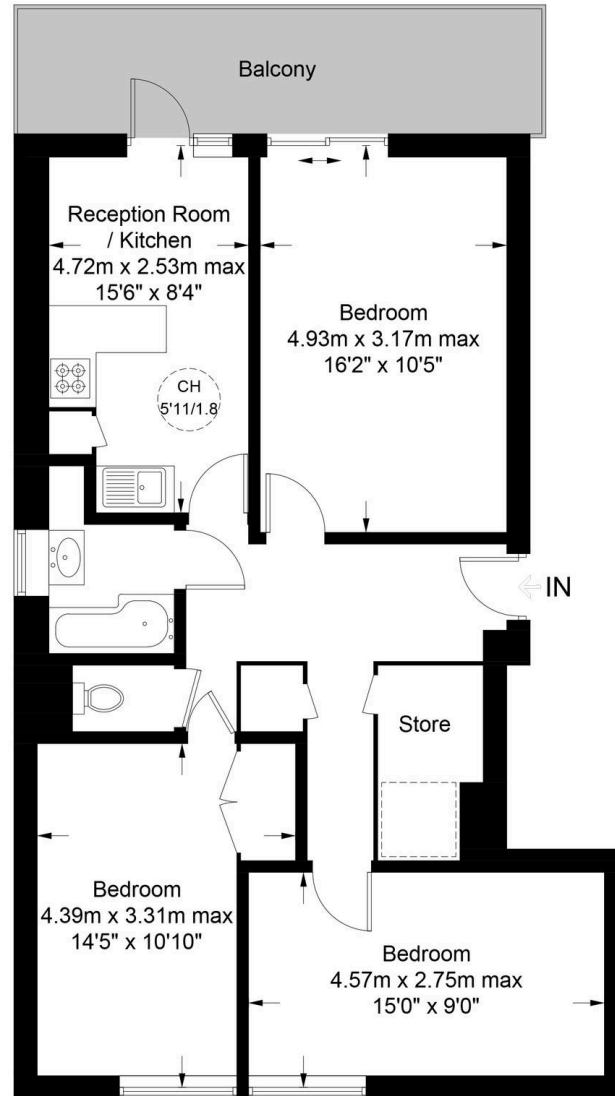 Balcony
Reception Room
/ Kitchen
4.72m x 2.53m max
15'6" x 8'4"
Bedroom
4.93m x 3.17m max
16'2" x 10'5"
CH
5'11/1.8
IN
Store
Bedroom
4.39m x 3.31m max
14'5" x 10'10"
Bedroom
4.57m x 2.75m max
15'0" x 9'0"